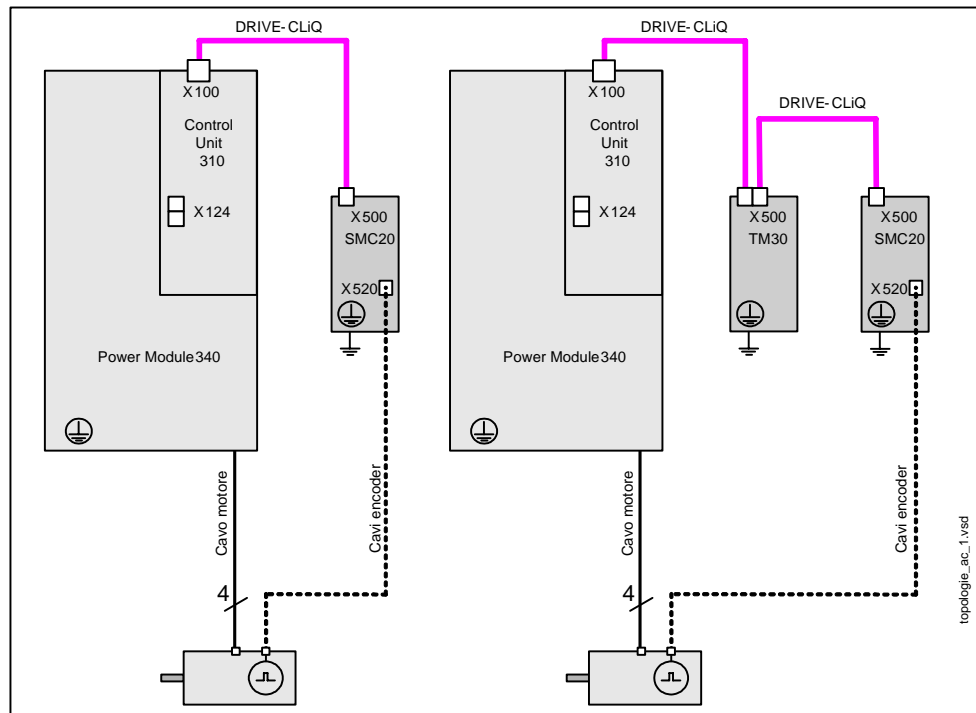 DRIVE-CLiQ
X100
Control
Unit
310
X124
X500
SMC20
X520
Power Module 340
Cavo motore
Cavi encoder
4
DRIVE-CLiQ
DRIVE-CLiQ
X100
Control
Unit
310
X124
X500
TM30
X500
SMC20
X520
Power Module 340
Cavo motore
Cavi encoder
4
topologie_ac_1.vsd